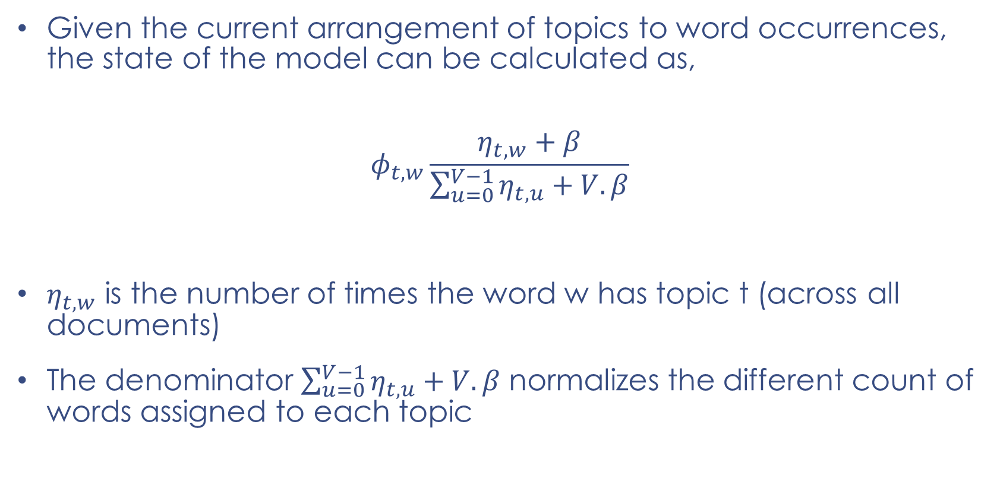 • Given the current arrangement of topics to word occurrences,
the state of the model can be calculated as,
$\phi_{t,w} \frac{\eta_{t,w} + \beta}{\sum_{u=0}^{V-1} \eta_{t,u} + V.\beta}$
• $\eta_{t,w}$ is the number of times the word w has topic t (across all
documents)
• The denominator $\sum_{u=0}^{V-1} \eta_{t,u} + V.\beta$ normalizes the different count of
words assigned to each topic